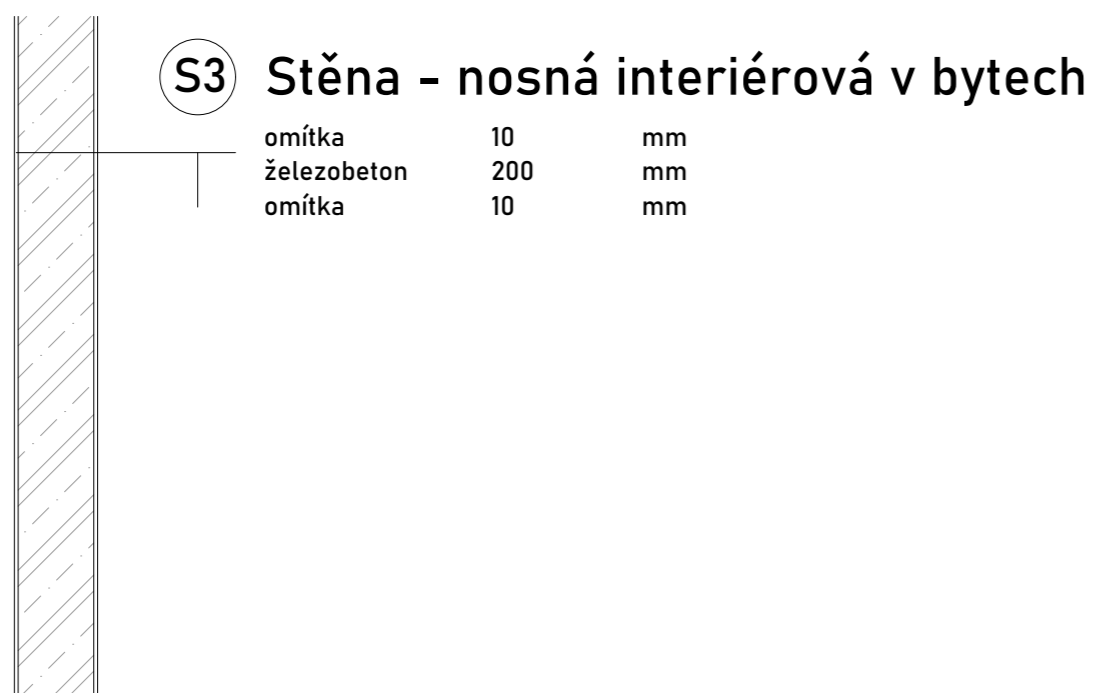 S3 Stěna - nosná interiérová v bytech
omítka 10 mm
železobeton 200 mm
omítka 10 mm